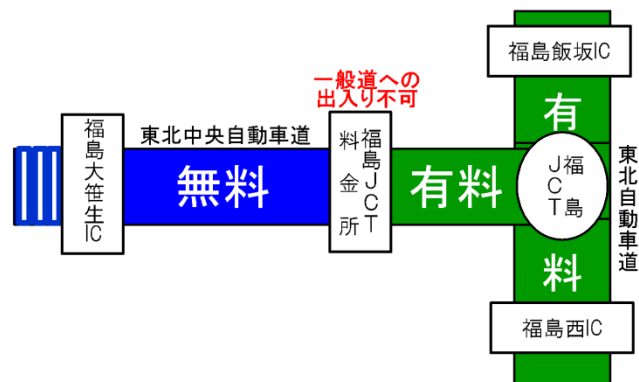 福島飯坂IC
一般道への
出入り不可
東北中央自動車道
有
福島大笹生IC
無料
福島JCT
料金所
有料
福島
JCT
東北自動車道
料
福島西IC